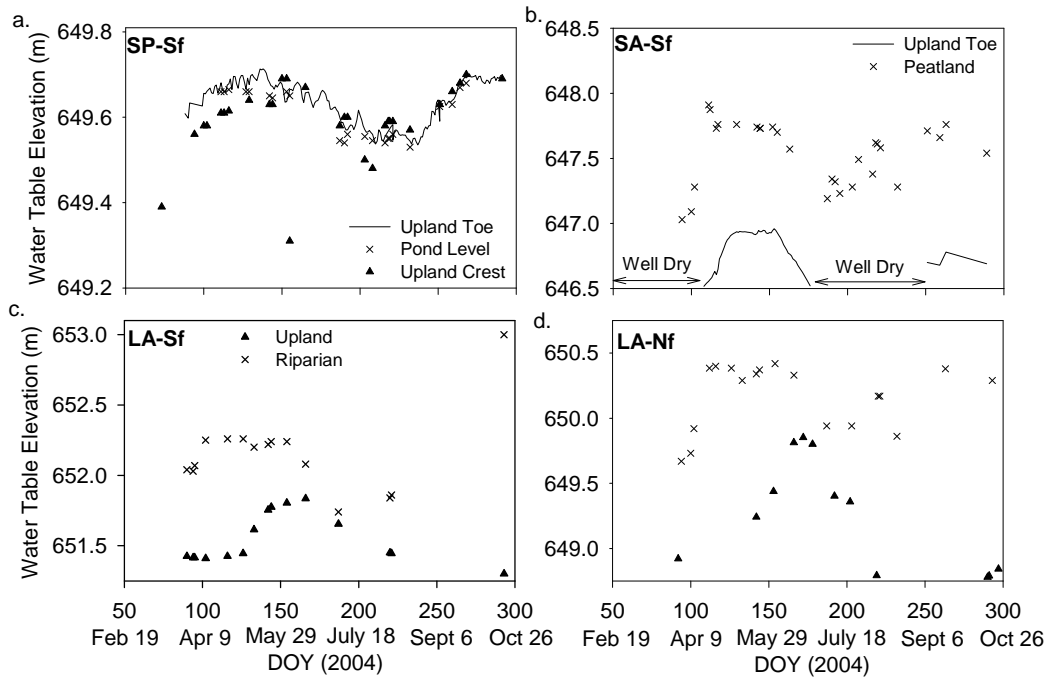 a.
SP-Sf
649.8
649.6
649.4
649.2
Water Table Elevation (m)
Upland Toe
Pond Level
Upland Crest
b.
SA-Sf
648.5
648.0
647.5
647.0
646.5
Upland Toe
Peatland
Well Dry
Well Dry
c.
LA-Sf
653.0
652.5
652.0
651.5
Water Table Elevation (m)
Upland
Riparian
50 100 150 200 250 300
Feb 19 Apr 9 May 29 July 18 Sept 6 Oct 26
DOY (2004)
d.
LA-Nf
650.5
650.0
649.5
649.0
50 100 150 200 250 300
Feb 19 Apr 9 May 29 July 18 Sept 6 Oct 26
DOY (2004)